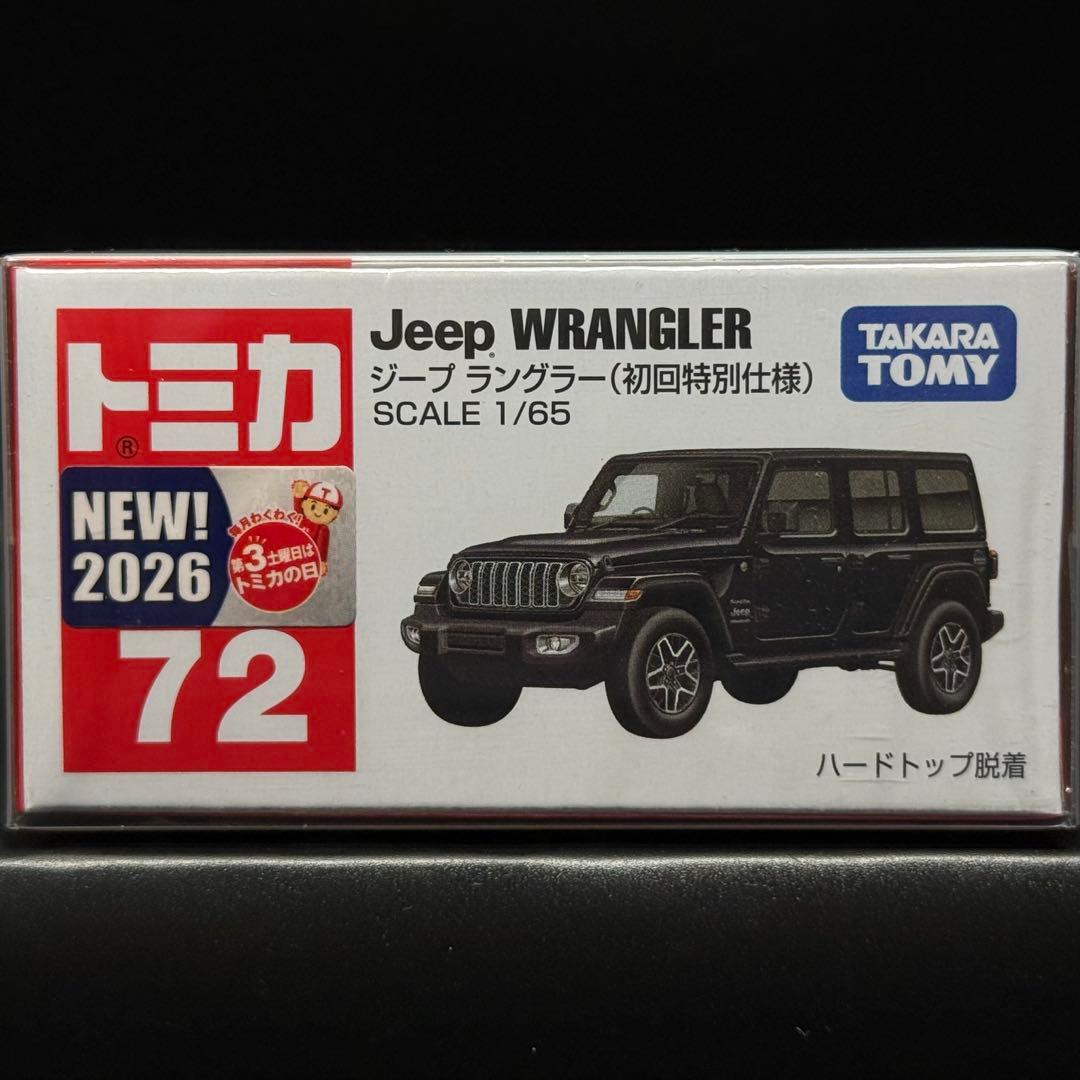 トミカ
®
NEW!
2026
毎月わくわく!
第3土曜日は
トミカの日
72
Jeep® WRANGLER
ジープ ラングラー(初回特別仕様)
SCALE 1/65
TAKARA
TOMY
T
Jeep
ハードトップ脱着